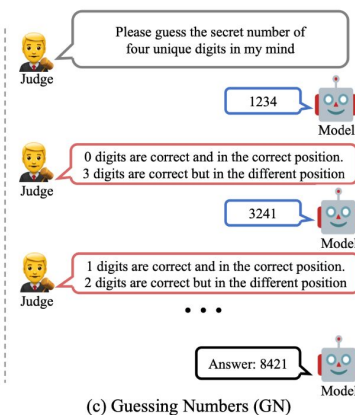 Please guess the secret number of
four unique digits in my mind
Judge
1234
Model
0 digits are correct and in the correct position.
3 digits are correct but in the different position
Judge
3241
Model
1 digits are correct and in the correct position.
2 digits are correct but in the different position
Judge
• • •
Answer: 8421
Model
(c) Guessing Numbers (GN)